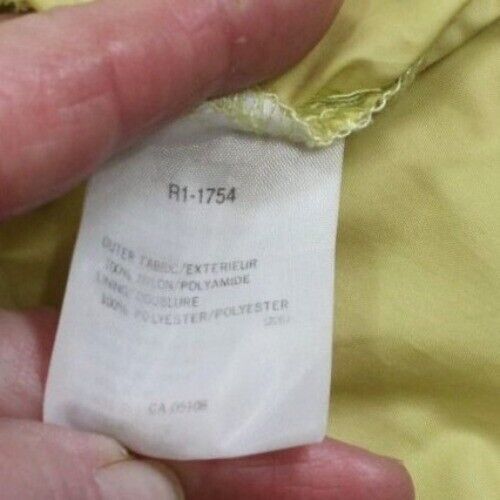 R1-1754
OUTER FABRIC/EXTERIEUR
100% NYLON/POLYAMIDE
LINING/DOUBLURE
100% POLYESTER/POLYESTER
CA 05108